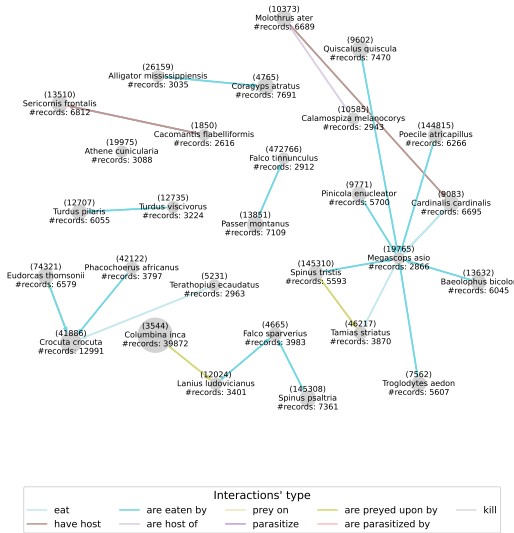 (10373)
Molothrus ater
#records: 6689
(9602)
Quiscalus quiscula
#records: 7470
(26159)
Alligator mississippiensis
#records: 3035
(4765)
Coragyps atratus
#records: 7691
(13510)
Sericornis frontalis
#records: 6812
(10585)
Calamospiza melanocorys
#records: 2943
(144815)
Poecile atricapillus
#records: 6266
(1850)
Cacomantis flabelliformis
#records: 2616
(19975)
Athene cunicularia
#records: 3088
(472766)
Falco tinnunculus
#records: 2912
(9771)
Pinicola enucleator
#records: 5700
(9083)
Cardinalis cardinalis
#records: 6695
(12707)
Turdus pilaris
#records: 6055
(12735)
Turdus viscivorus
#records: 3224
(13851)
Passer montanus
#records: 7109
(19765)
Megascops asio
#records: 2866
(74321)
Eudorcas thomsonii
#records: 6579
(42122)
Phacochoerus africanus
#records: 3797
(5231)
Terathopius ecaudatus
#records: 2963
(145310)
Spinus tristis
#records: 5593
(13632)
Baeolophus bicolor
#records: 6045
(41886)
Crocuta crocuta
#records: 12991
(3544)
Columbina inca
#records: 39872
(4665)
Falco sparverius
#records: 3983
(46217)
Tamias striatus
#records: 3870
(12024)
Lanius ludovicianus
#records: 3401
(145308)
Spinus psaltria
#records: 7361
(7562)
Troglodytes aedon
#records: 5607
Interactions' type
eat
are eaten by
prey on
are preyed upon by
kill
have host
are host of
parasitize
are parasitized by